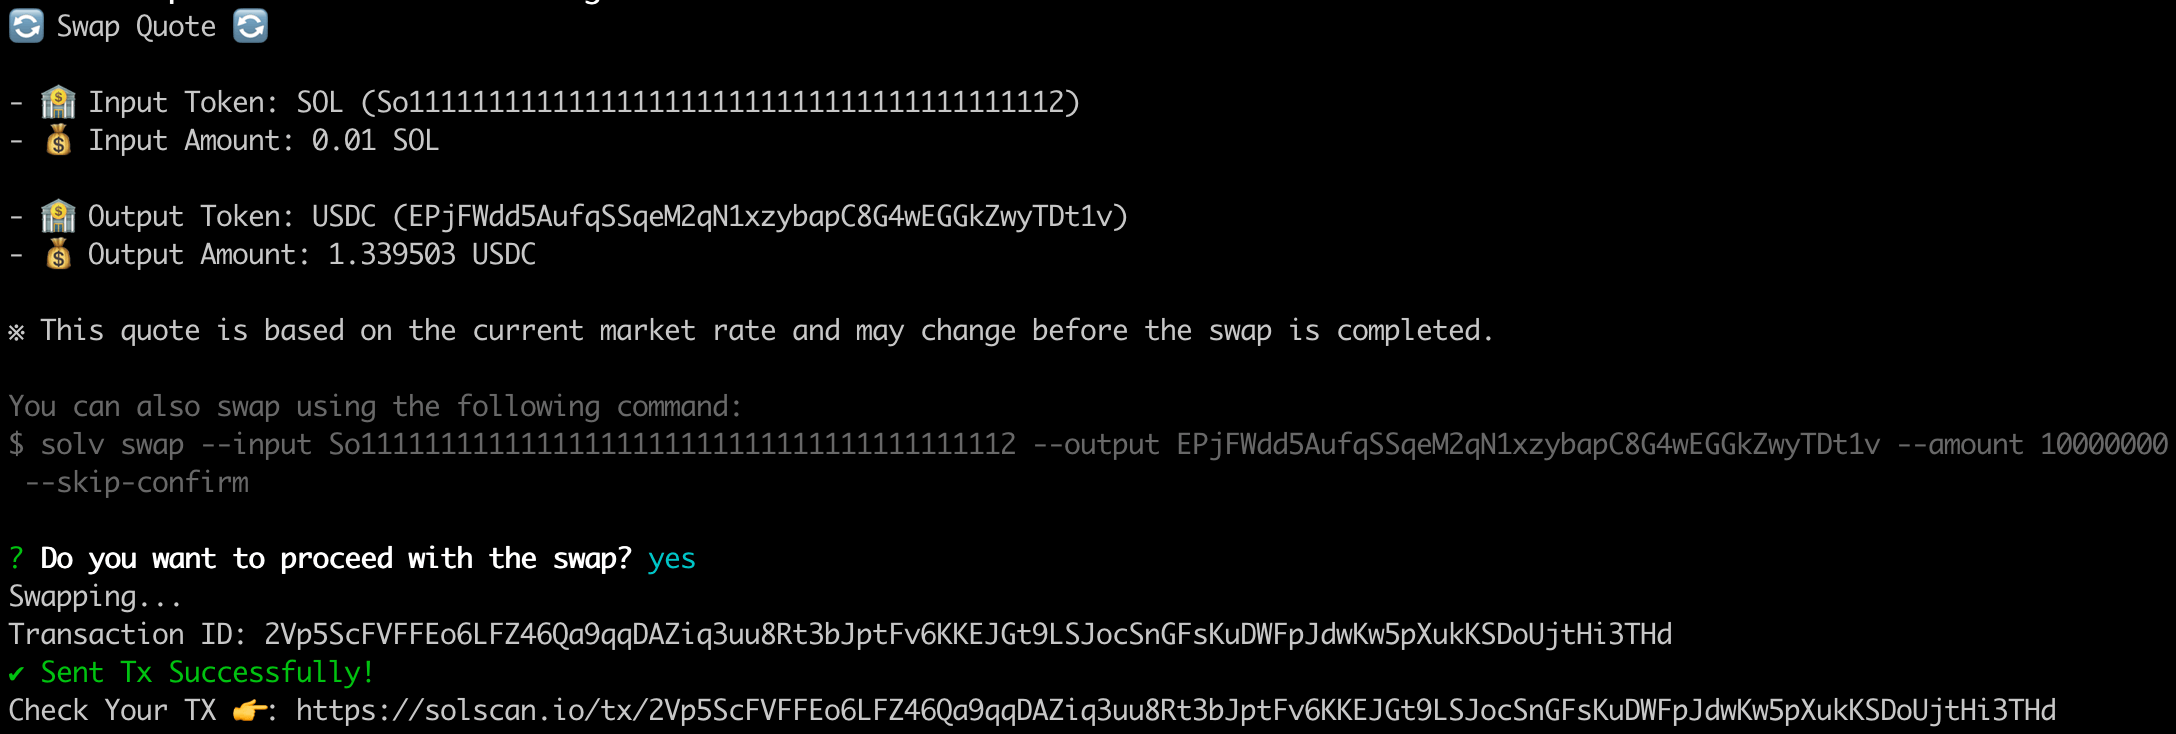 🔄 Swap Quote 🔄
- 🏦 Input Token: SOL (So11111111111111111111111111111111111111112)
- 💰 Input Amount: 0.01 SOL
- 🏦 Output Token: USDC (EPjFWdd5AufqSSqeM2qN1xzybapC8G4wEGGkZwyTDt1v)
- 💰 Output Amount: 1.339503 USDC
※ This quote is based on the current market rate and may change before the swap is completed.
You can also swap using the following command:
$ solv swap --input So11111111111111111111111111111111111111112 --output EPjFWdd5AufqSSqeM2qN1xzybapC8G4wEGGkZwyTDt1v --amount 10000000
--skip-confirm
? Do you want to proceed with the swap? yes
Swapping...
Transaction ID: 2Vp5ScFVFFEo6LFZ46Qa9qqDAZiq3uu8Rt3bJptFv6KKEJGt9LSJocSnGFsKuDWFpJdwKw5pXukKSDoUjtHi3THd
✔ Sent Tx Successfully!
Check Your TX 👉: https://solscan.io/tx/2Vp5ScFVFFEo6LFZ46Qa9qqDAZiq3uu8Rt3bJptFv6KKEJGt9LSJocSnGFsKuDWFpJdwKw5pXukKSDoUjtHi3THd